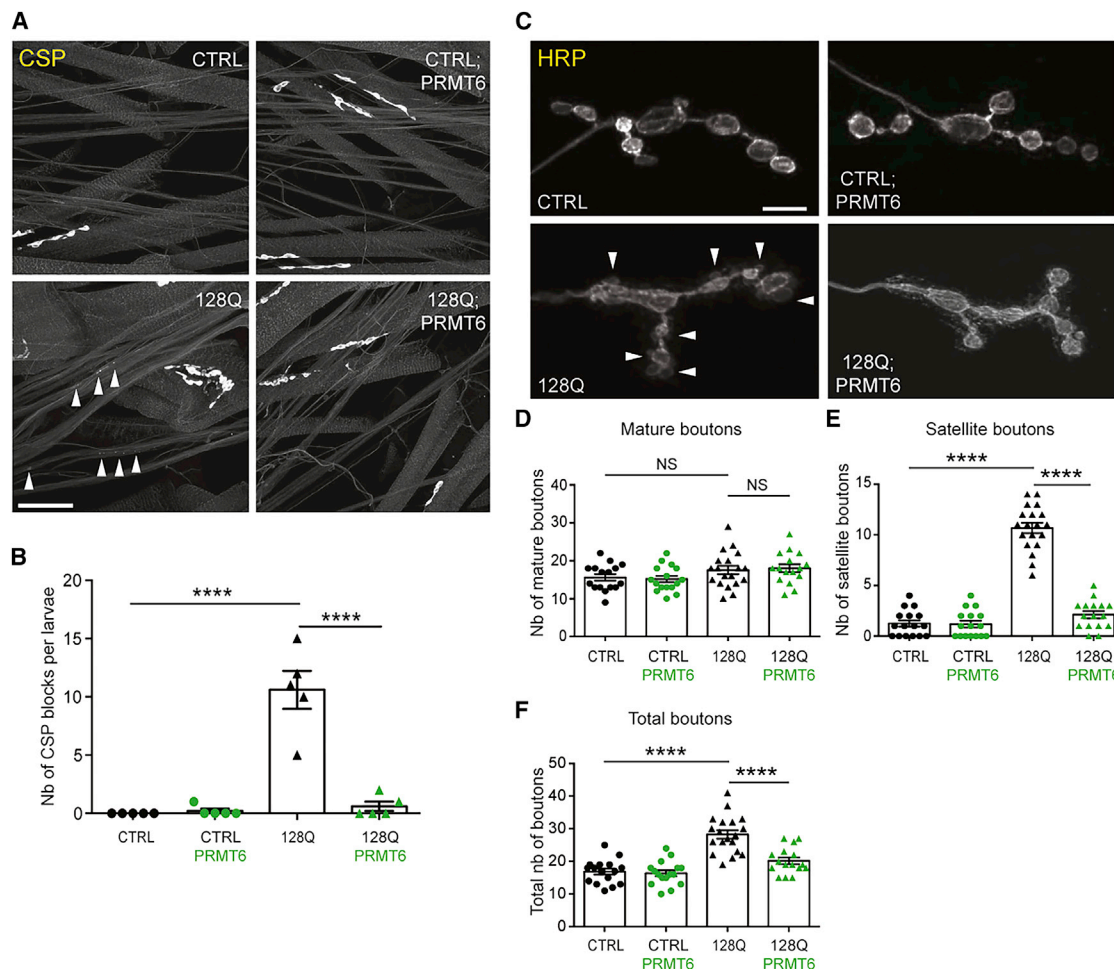 A
CSP
CTRL
CTRL;
PRMT6
128Q
128Q;
PRMT6
B
Nb of CSP blocks per larvae
20
15
10
5
0
****
****
CTRL
CTRL
PRMT6
128Q
128Q
PRMT6
C
HRP
CTRL
CTRL;
PRMT6
128Q
128Q;
PRMT6
D
Mature boutons
Nb of mature boutons
40
30
20
10
0
NS
NS
CTRL
CTRL
PRMT6
128Q
128Q
PRMT6
E
Satellite boutons
Nb of satellite boutons
15
10
5
0
****
****
CTRL
CTRL
PRMT6
128Q
128Q
PRMT6
F
Total boutons
Total nb of boutons
50
40
30
20
10
0
****
****
CTRL
CTRL
PRMT6
128Q
128Q
PRMT6